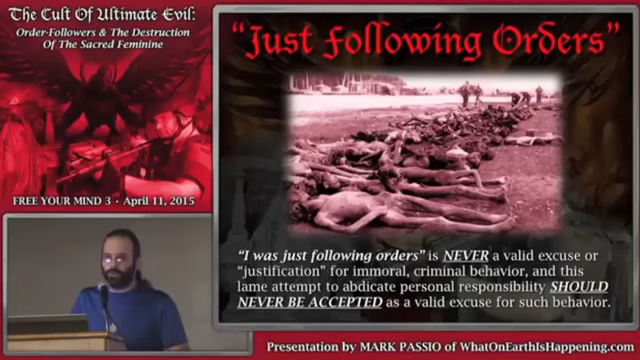 The Cult Of Ultimate Evil:
Order-Followers & The Destruction
Of The Sacred Feminine
FREE YOUR MIND 3 · April 11, 2015
“Just Following Orders”
“I was just following orders” is NEVER a valid excuse or
“justification” for immoral, criminal behavior, and this
lame attempt to abdicate personal responsibility SHOULD
NEVER BE ACCEPTED as a valid excuse for such behavior.
Presentation by MARK PASSIO of WhatOnEarthIsHappening.com